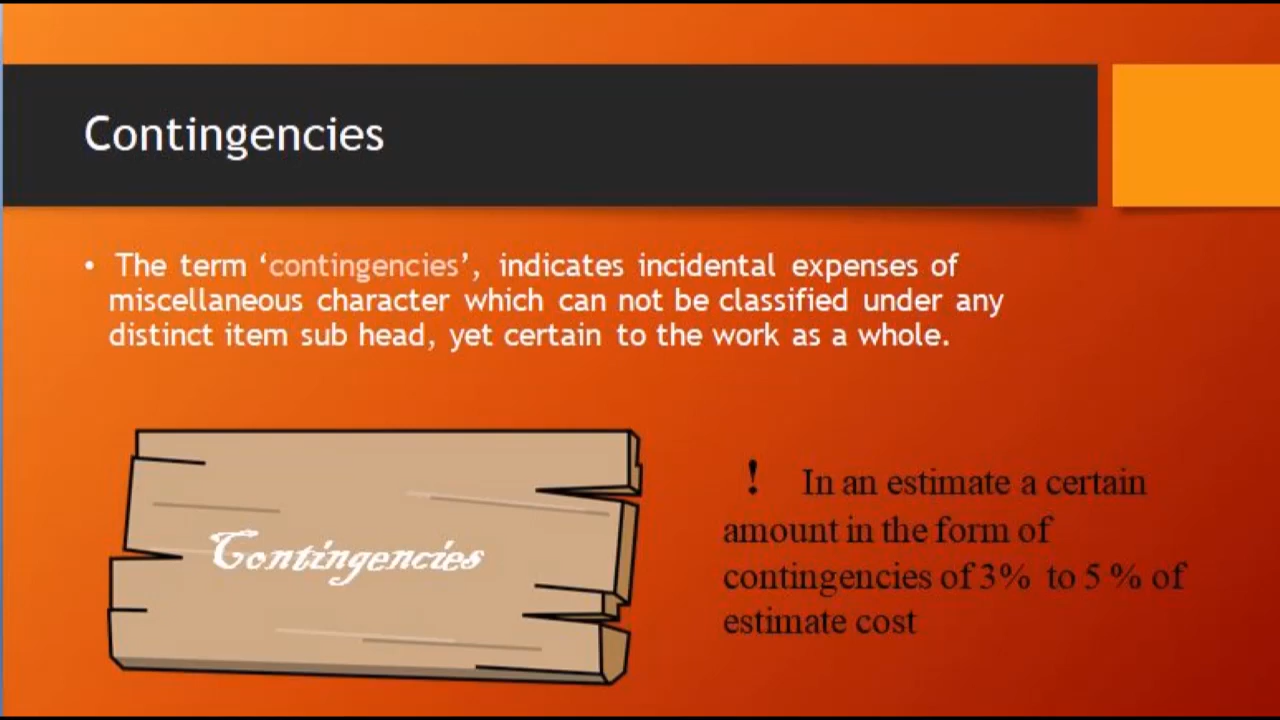 Contingencies
• The term ‘contingencies’, indicates incidental expenses of
miscellaneous character which can not be classified under any
distinct item sub head, yet certain to the work as a whole.
Contingencies
! In an estimate a certain
amount in the form of
contingencies of 3% to 5 % of
estimate cost